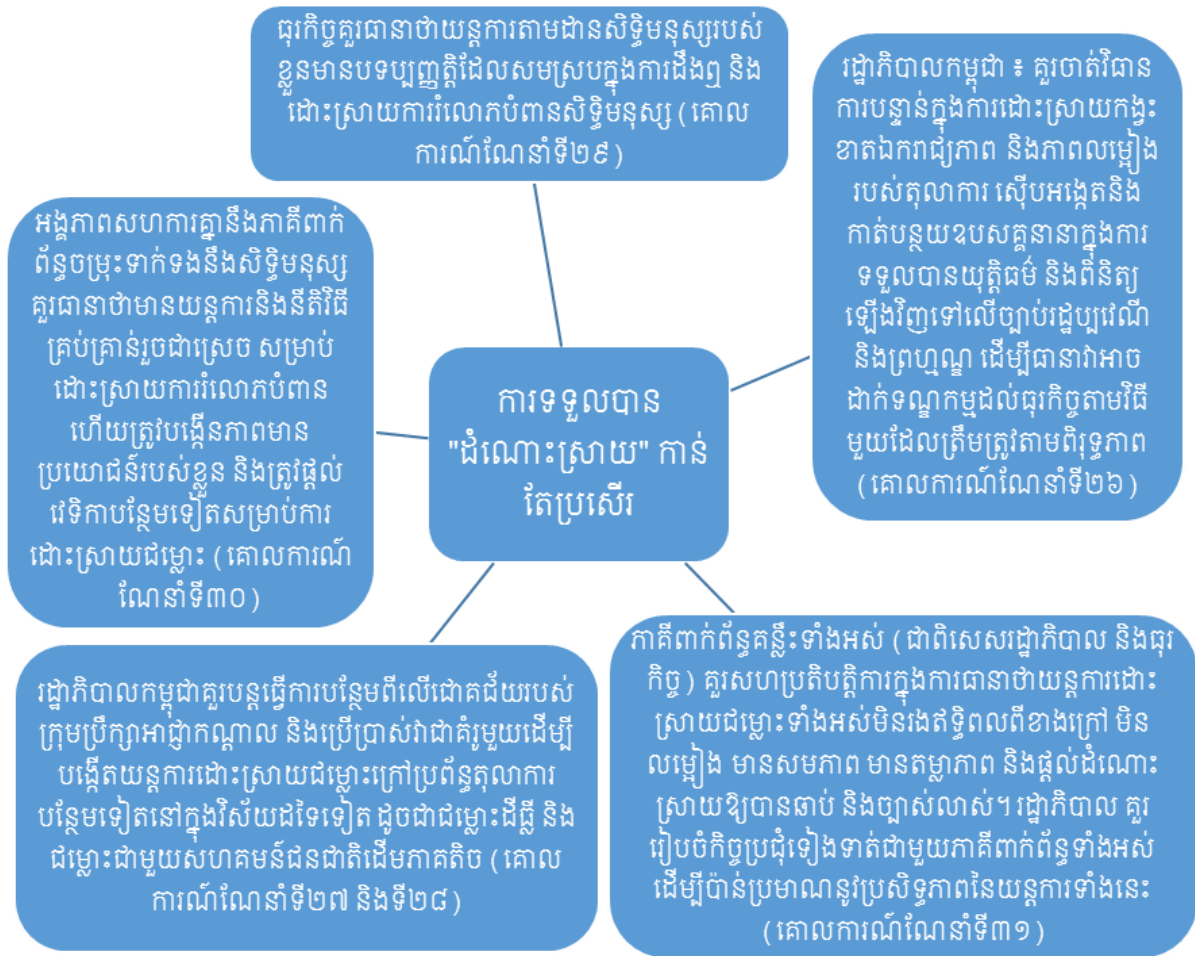 ធុរកិច្ចគួរធានាថាយន្តការតាមដានសិទ្ធិមនុស្សរបស់
ខ្លួនមានបទប្បញ្ញត្តិដែលសមស្របក្នុងការដឹងឮ និង
ដោះស្រាយការរំលោភបំពានសិទ្ធិមនុស្ស (គោល
ការណ៍ណែនាំទី២៩)
រដ្ឋាភិបាលកម្ពុជា ៖ គួរចាត់វិធាន
ការបន្ទាន់ក្នុងការដោះស្រាយកង្វះ
ខាតឯករាជ្យភាព និងភាពលម្អៀង
របស់តុលាការ ស៊ើបអង្កេតនិង
កាត់បន្ថយឧបសគ្គនានាក្នុងការ
ទទួលបានយុត្តិធម៌ និងពិនិត្យ
ឡើងវិញទៅលើច្បាប់រដ្ឋប្បវេណី
និងព្រហ្មណ្ឌ ដើម្បីធានាវាអាច
ដាក់ទណ្ឌកម្មដល់ធុរកិច្ចតាមវិធី
មួយដែលត្រឹមត្រូវតាមពិរុទ្ធភាព
(គោលការណ៍ណែនាំទី២៦)
អង្គភាពសហការគ្នានឹងភាគីពាក់
ព័ន្ធចម្រុះទាក់ទងនឹងសិទ្ធិមនុស្ស
គួរធានាថាមានយន្តការនិងនីតិវិធី
គ្រប់គ្រាន់រួចជាស្រេច សម្រាប់
ដោះស្រាយការរំលោភបំពាន
ហើយត្រូវបង្កើនភាពមាន
ប្រយោជន៍របស់ខ្លួន និងត្រូវផ្តល់
វេទិកាបន្ថែមទៀតសម្រាប់ការ
ដោះស្រាយជម្លោះ (គោលការណ៍
ណែនាំទី៣០)
ការទទួលបាន
"ដំណោះស្រាយ" កាន់
តែប្រសើរ
រដ្ឋាភិបាលកម្ពុជាគួរបន្តធ្វើការបន្ថែមពីលើជោគជ័យរបស់
ក្រុមប្រឹក្សាអាជ្ញាកណ្តាល និងប្រើប្រាស់វាជាគំរូមួយដើម្បី
បង្កើតយន្តការដោះស្រាយជម្លោះក្រៅប្រព័ន្ធតុលាការ
បន្ថែមទៀតនៅក្នុងវិស័យដទៃទៀត ដូចជាជម្លោះដីធ្លី និង
ជម្លោះជាមួយសហគមន៍ជនជាតិដើមភាគតិច (គោល
ការណ៍ណែនាំទី២៧ និងទី២៨)
ភាគីពាក់ព័ន្ធគន្លឹះទាំងអស់ (ជាពិសេសរដ្ឋាភិបាល និងធុរ
កិច្ច) គួរសហប្រតិបត្តិការក្នុងការធានាថាយន្តការដោះ
ស្រាយជម្លោះទាំងអស់មិនរងឥទ្ធិពលពីខាងក្រៅ មិន
លម្អៀង មានសមភាព មានតម្លាភាព និងផ្តល់ដំណោះ
ស្រាយឱ្យបានឆាប់ និងច្បាស់លាស់។ រដ្ឋាភិបាល គួរ
រៀបចំកិច្ចប្រជុំទៀងទាត់ជាមួយភាគីពាក់ព័ន្ធទាំងអស់
ដើម្បីប៉ាន់ប្រមាណនូវប្រសិទ្ធភាពនៃយន្តការទាំងនេះ
(គោលការណ៍ណែនាំទី៣១)